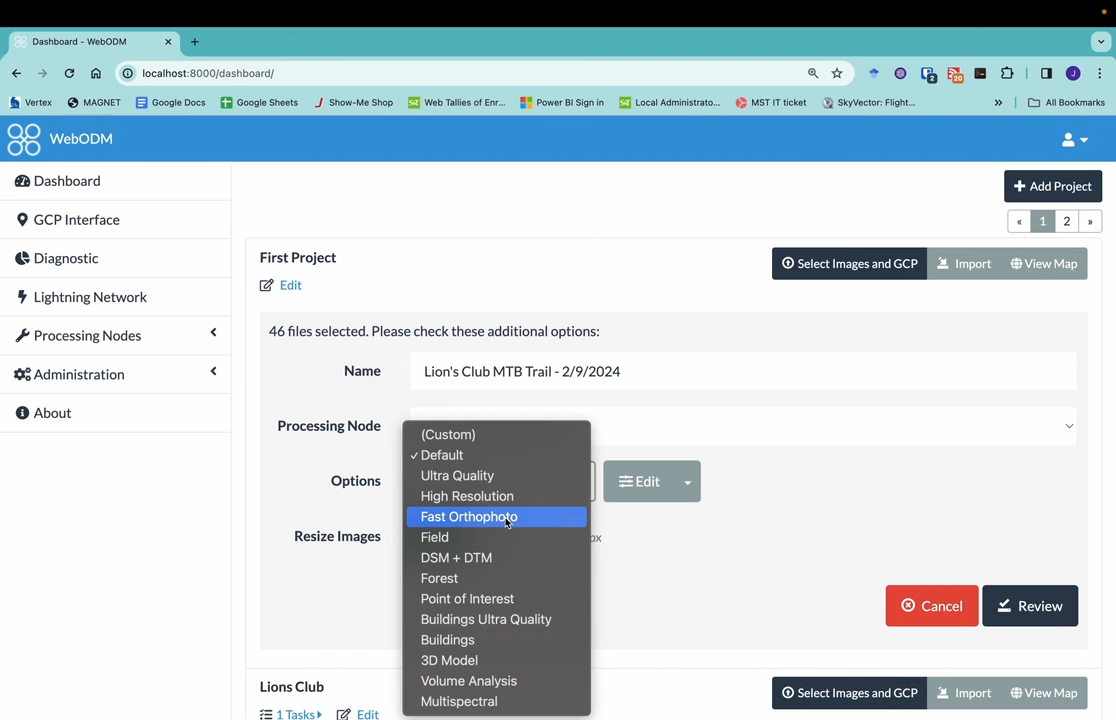 Dashboard - WebODM
localhost:8000/dashboard/
2
20
J
Vertex
MAGNET
Google Docs
Google Sheets
Show-Me Shop
Web Tallies of Enr...
Power BI Sign in
Local Administrato...
MST IT ticket
SkyVector: Flight...
»
All Bookmarks
WebODM
Dashboard
GCP Interface
Diagnostic
Lightning Network
Processing Nodes
Administration
About
Add Project
« 1 2 »
First Project
Select Images and GCP
Import
View Map
Edit
46 files selected. Please check these additional options:
Name
Lion's Club MTB Trail - 2/9/2024
Processing Node
Options
Edit
Resize Images
px
(Custom)
✓ Default
Ultra Quality
High Resolution
Fast Orthophoto
Field
DSM + DTM
Forest
Point of Interest
Buildings Ultra Quality
Buildings
3D Model
Volume Analysis
Multispectral
Cancel
Review
Lions Club
Select Images and GCP
Import
View Map
1 Tasks
Edit